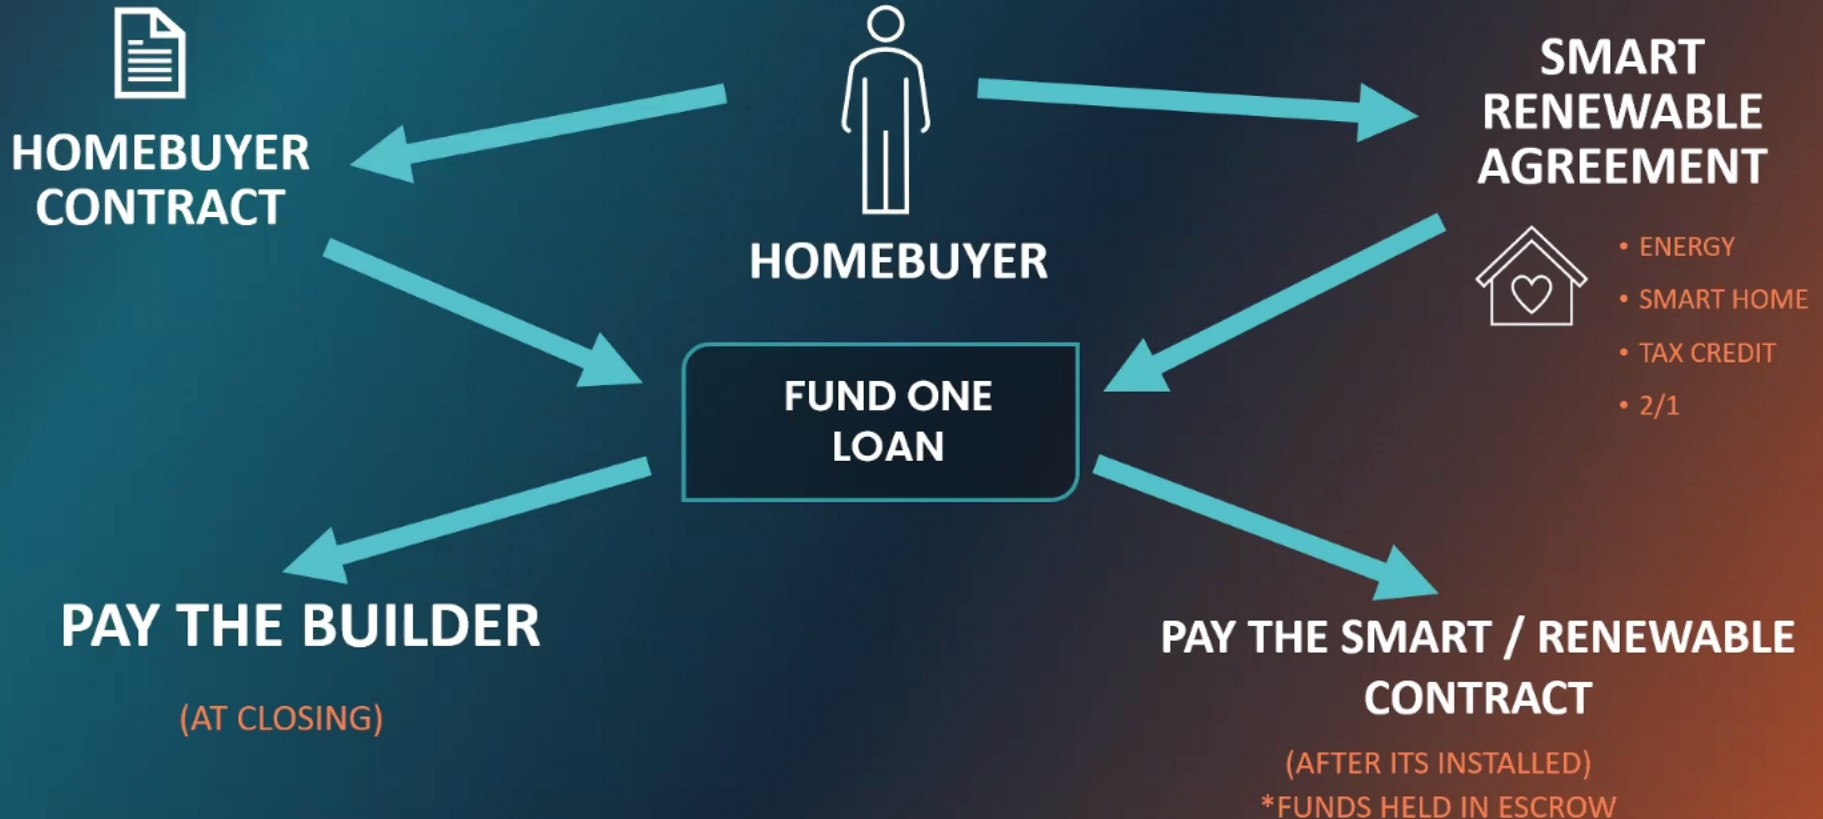 HOMEBUYER
CONTRACT
HOMEBUYER
SMART
RENEWABLE
AGREEMENT
• ENERGY
• SMART HOME
• TAX CREDIT
• 2/1
FUND ONE
LOAN
PAY THE BUILDER
(AT CLOSING)
PAY THE SMART / RENEWABLE
CONTRACT
(AFTER ITS INSTALLED)
*FUNDS HELD IN ESCROW